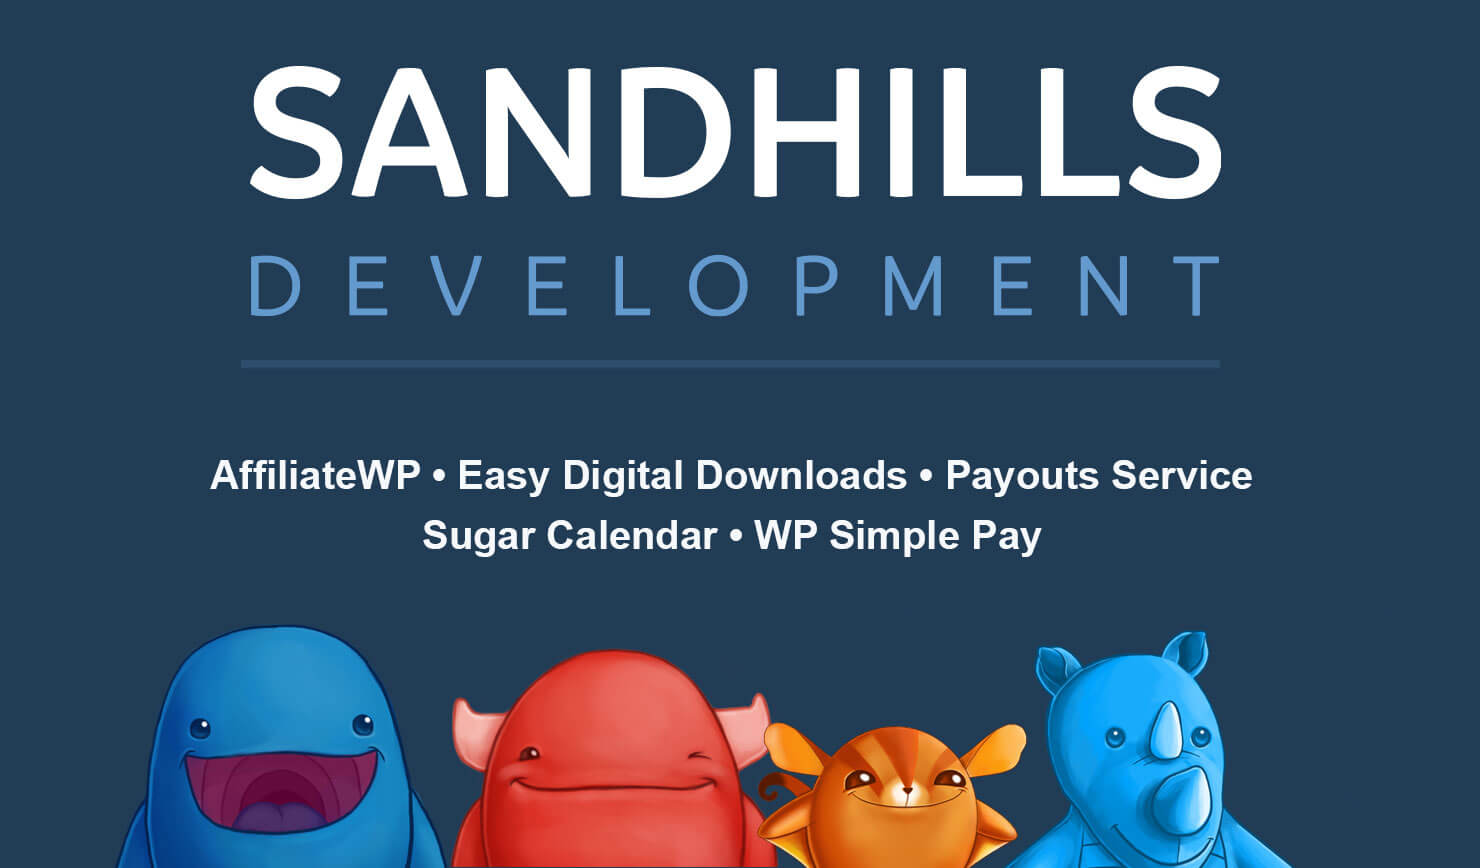 SANDHILLS
DEVELOPMENT
AffiliateWP • Easy Digital Downloads • Payouts Service
Sugar Calendar • WP Simple Pay